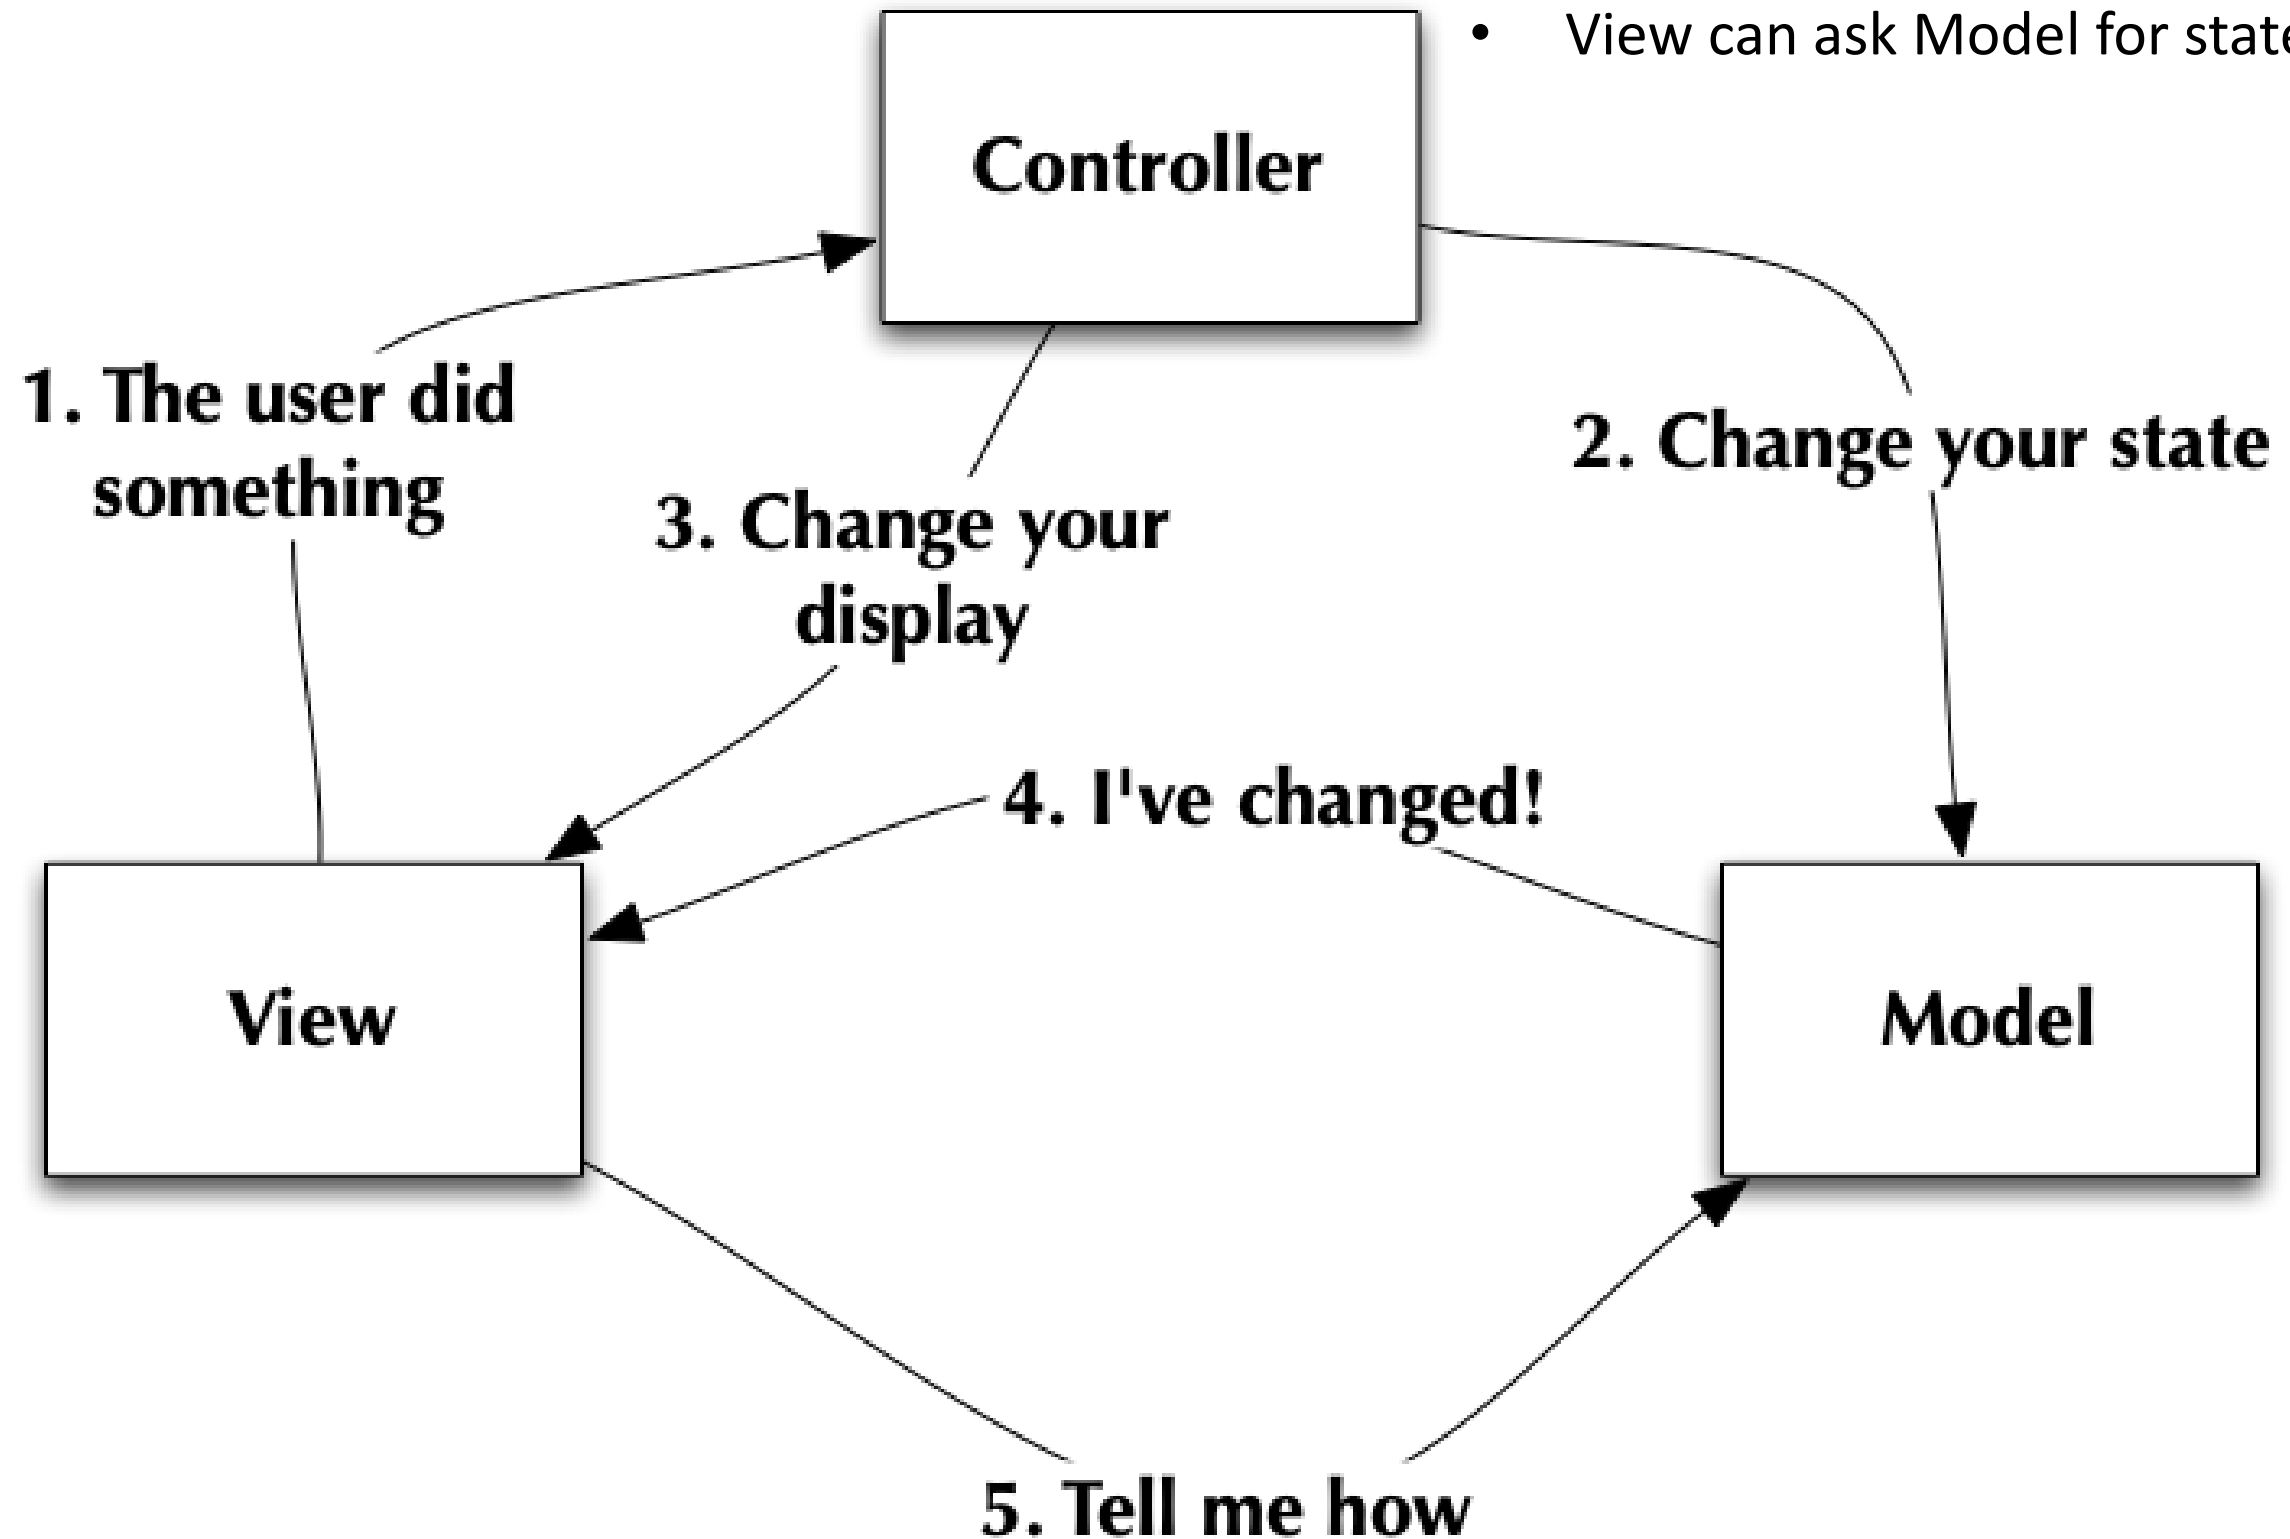 • View can ask Model for state
Controller
1. The user did
something
2. Change your state
3. Change your
display
4. I've changed!
View
Model
5. Tell me how